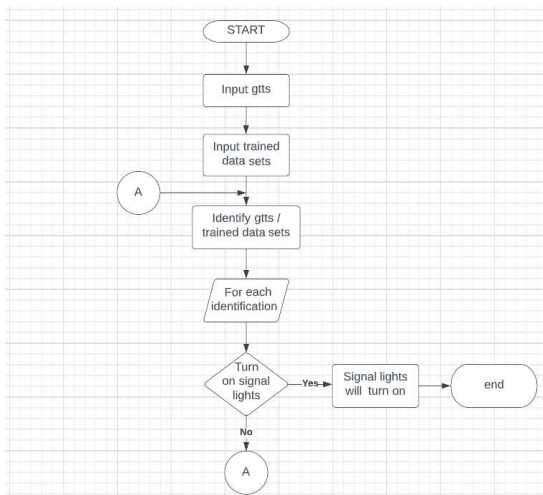 START
Input gtts
Input trained
data sets
A
Identify gtts /
trained data sets
For each
identification
Turn
on signal
lights
Yes
Signal lights
will turn on
end
No
A